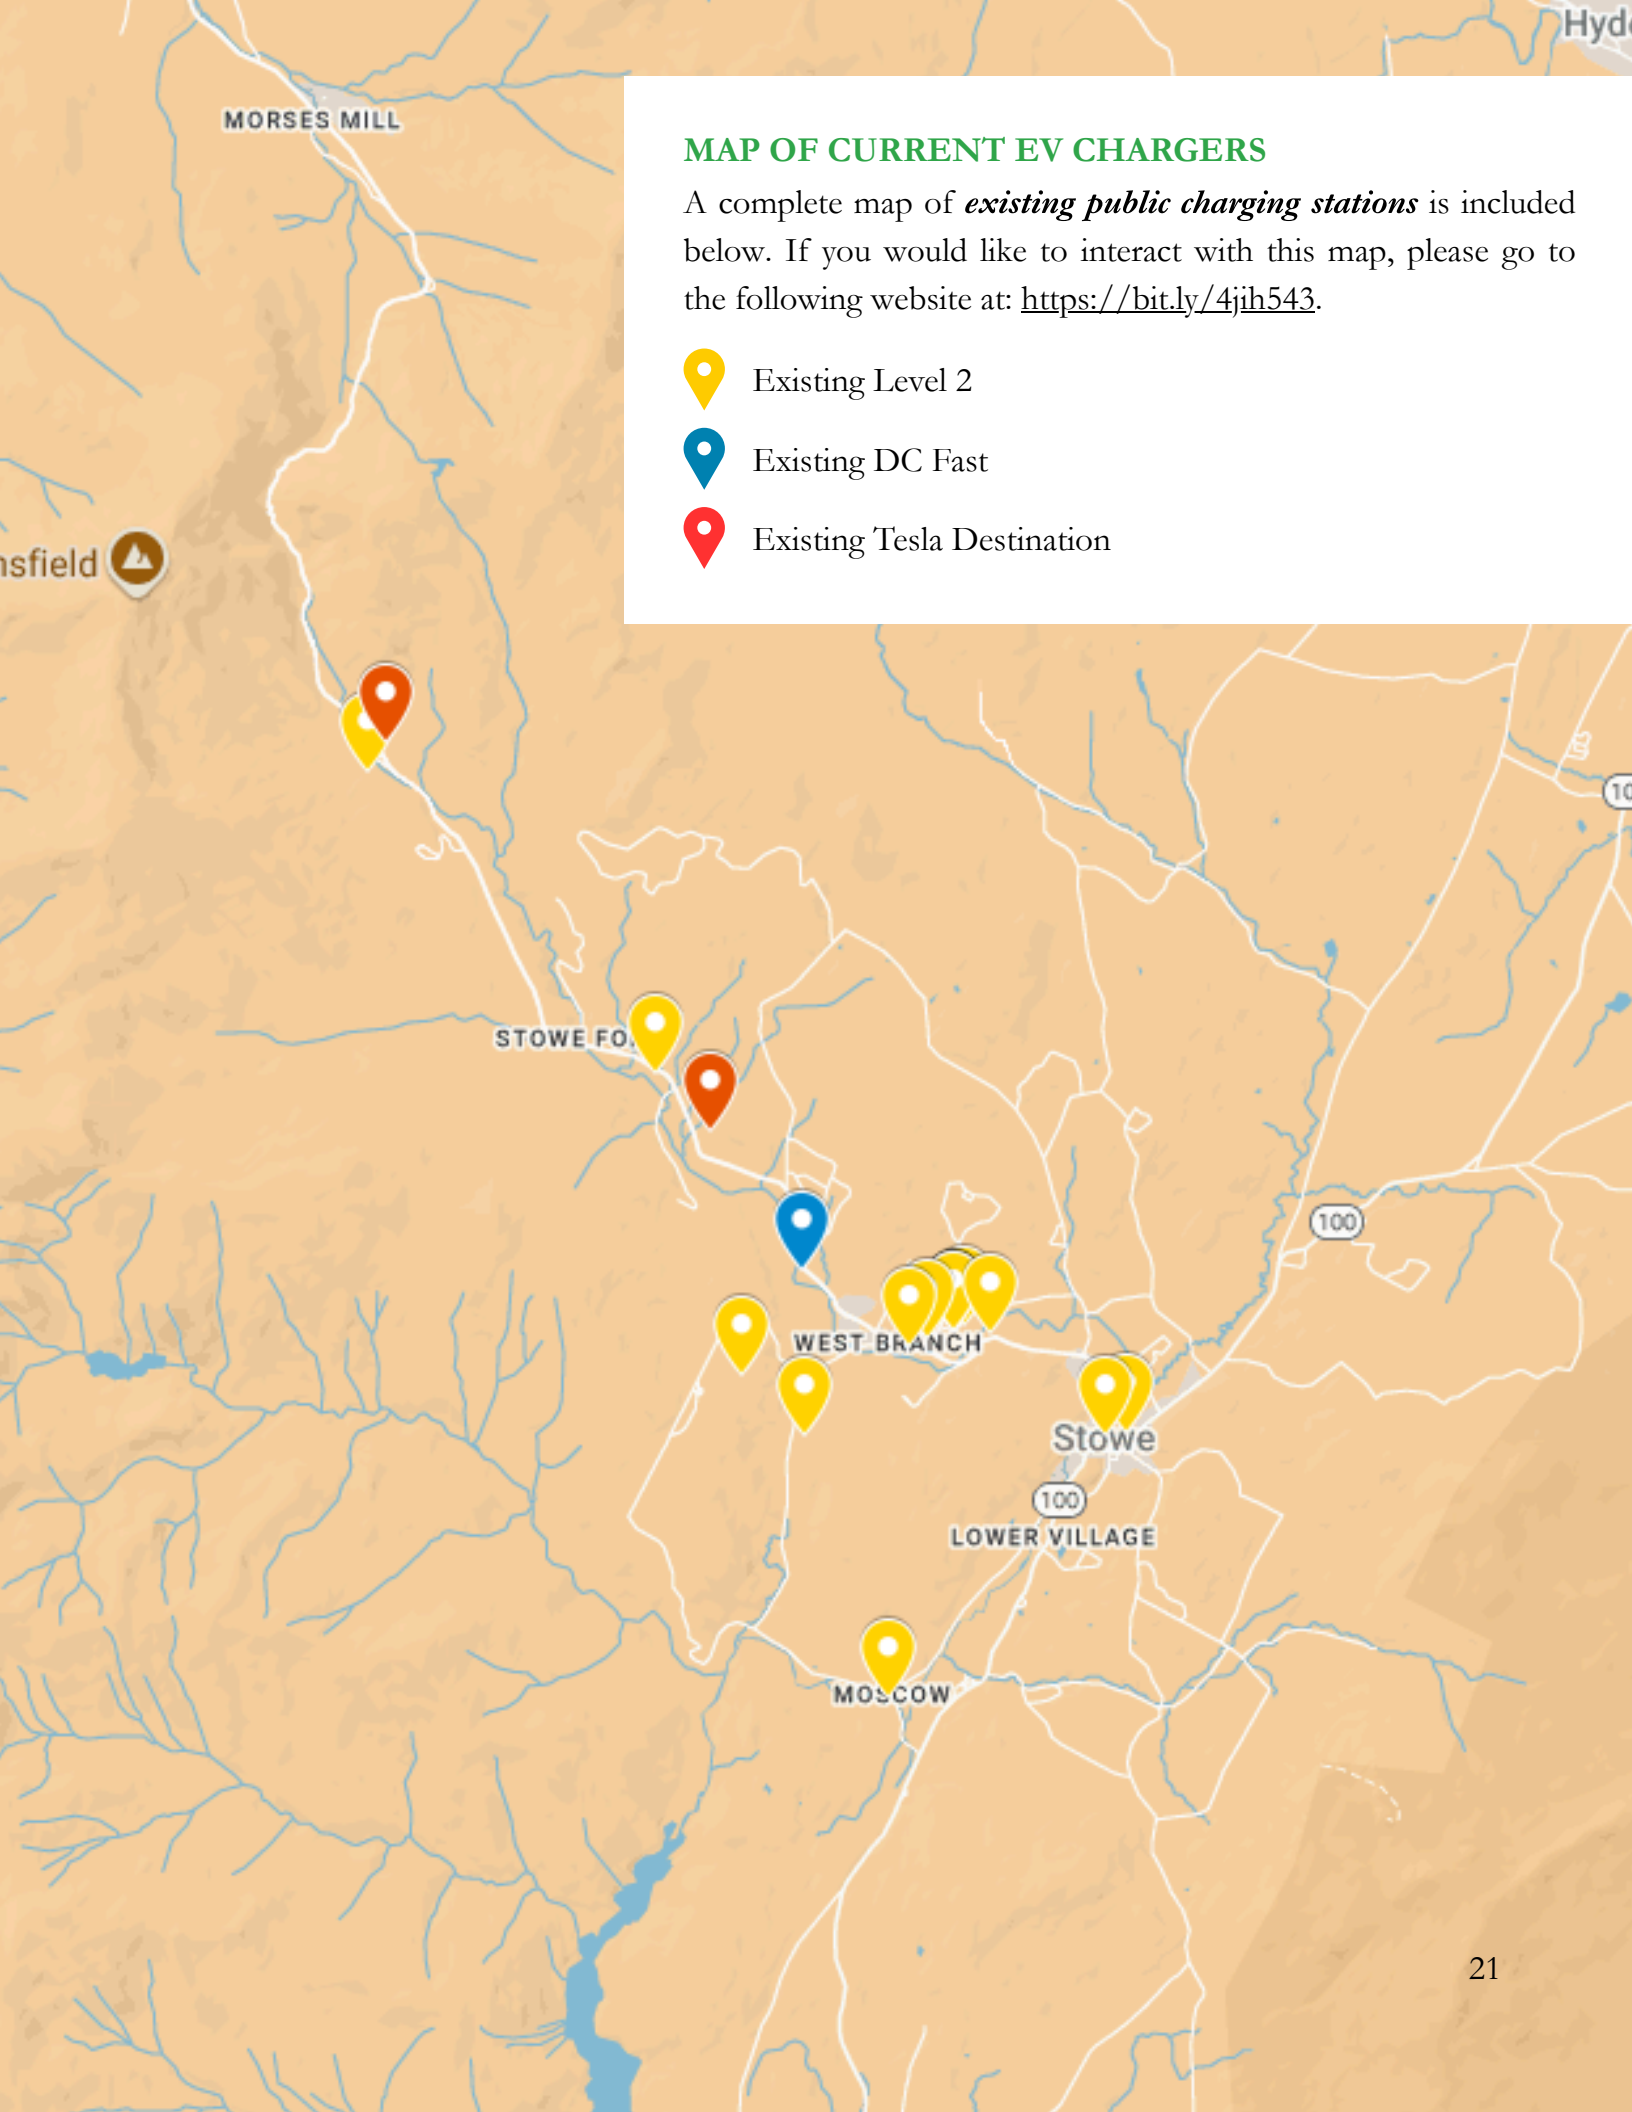 Hyd
MORSES MILL
MAP OF CURRENT EV CHARGERS
A complete map of existing public charging stations is included
below. If you would like to interact with this map, please go to
the following website at: https://bit.ly/4jih543.
Existing Level 2
Existing DC Fast
Existing Tesla Destination
nsfield
10
STOWE FO
100
WEST BRANCH
Stowe
100
LOWER VILLAGE
MOSCOW
21